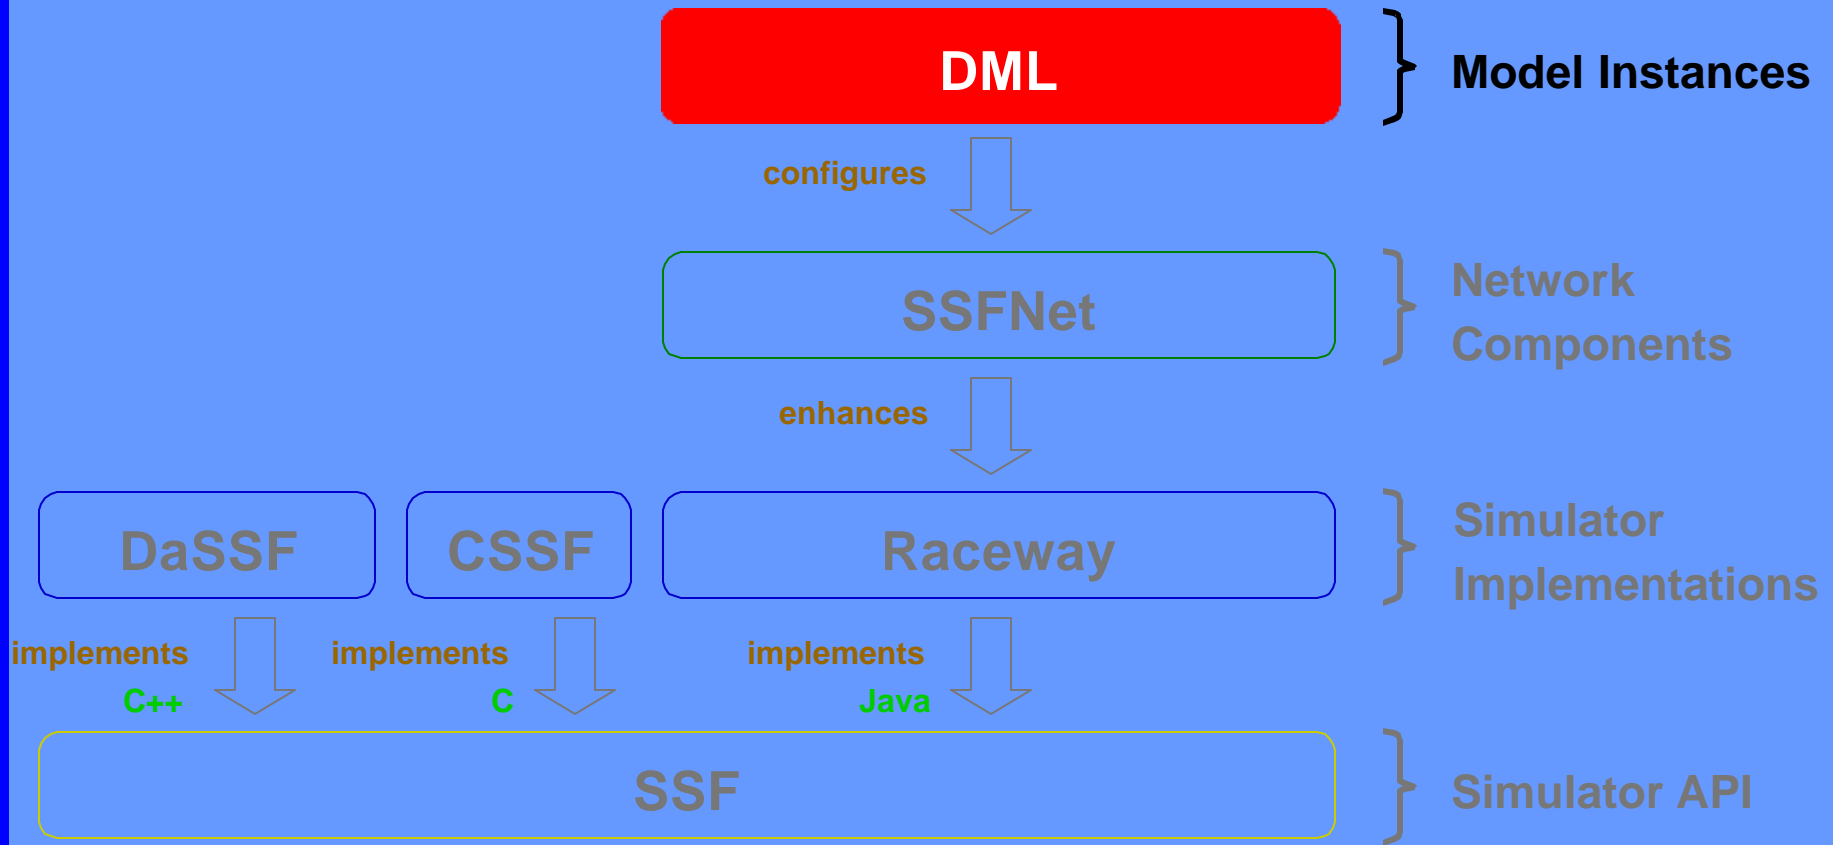 DML
Model Instances
configures
SSFNet
Network
Components
enhances
DaSSF
CSSF
Raceway
Simulator
Implementations
implements
C++
implements
C
implements
Java
SSF
Simulator API